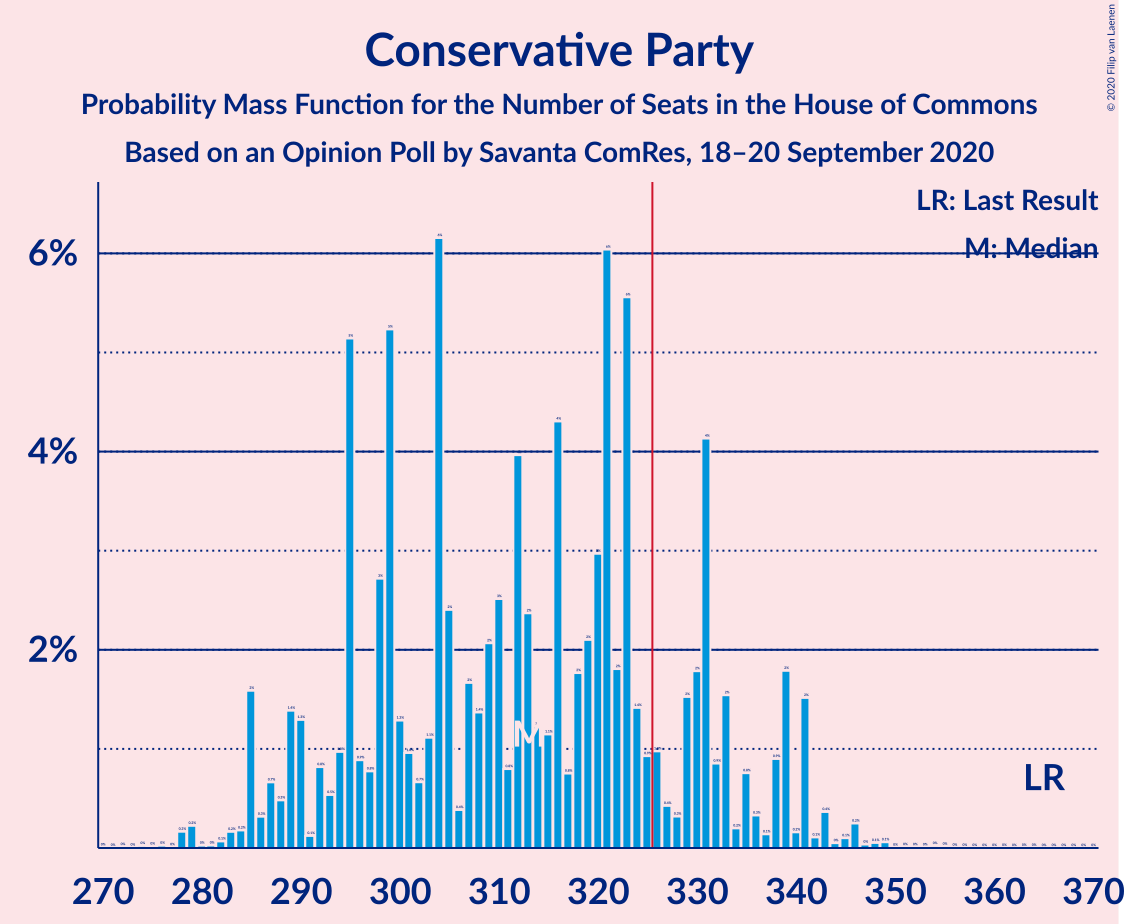 Conservative Party
Probability Mass Function for the Number of Seats in the House of Commons
Based on an Opinion Poll by Savanta ComRes, 18–20 September 2020
© 2020 Filip van Laenen
LR: Last Result
M: Median
6%
4%
2%
M
LR
270 280 290 300 310 320 330 340 350 360 370